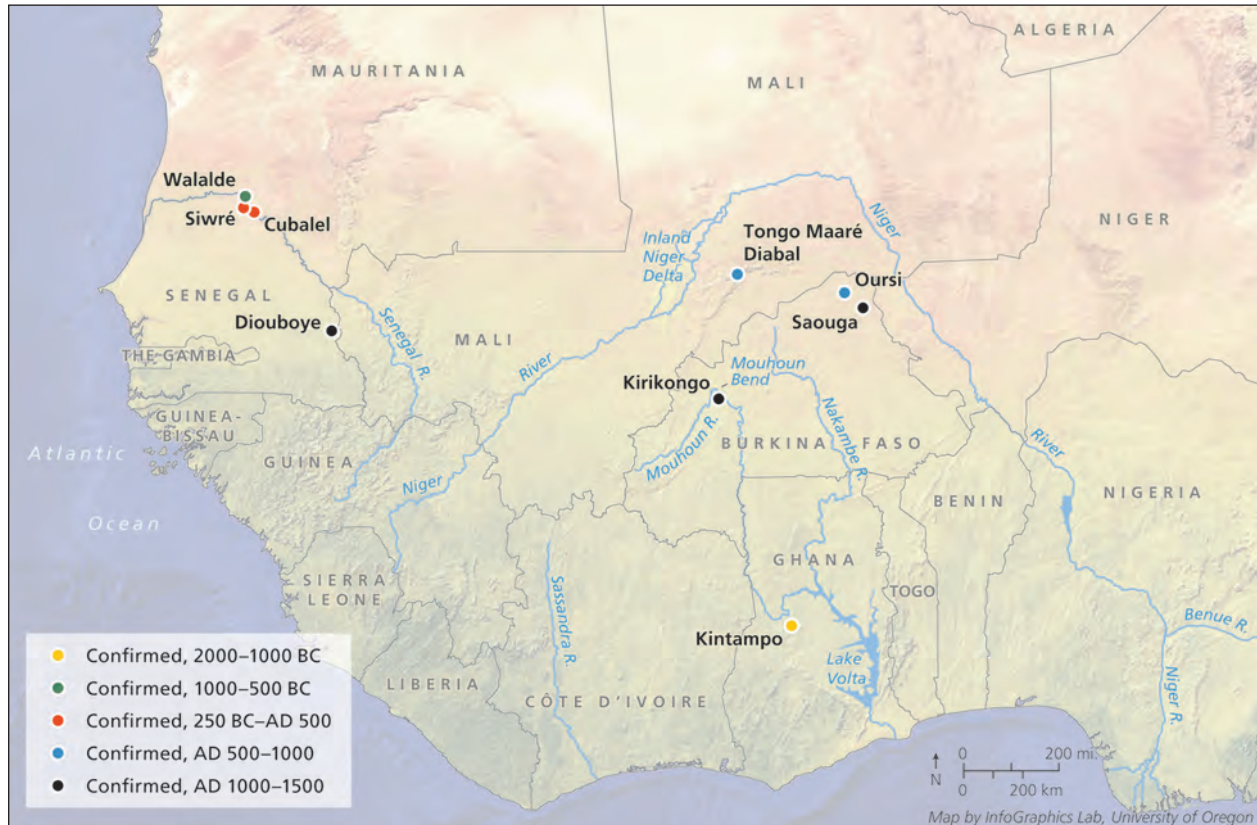 ALGERIA
MAURITANIA
MALI
Walalde
Siwré
Cubalel
NIGER
Niger
Inland
Niger
Delta
Tongo Maaré
Diabal
Oursi
Saouga
SENEGAL
Diouboye
Senegal R.
MALI
THE GAMBIA
River
Kirikongo
Mouhoun
Bend
GUINEA-
BISSAU
Mouhoun R.
BURKINA FASO
Nakambe R.
River
Atlantic
Ocean
GUINEA
Niger
BENIN
NIGERIA
SIERRA
LEONE
Sassandra R.
GHANA
TOGO
Kintampo
Benue R.
Lake
Volta
Niger R.
LIBERIA
CÔTE D'IVOIRE
Confirmed, 2000–1000 BC
Confirmed, 1000–500 BC
Confirmed, 250 BC–AD 500
Confirmed, AD 500–1000
Confirmed, AD 1000–1500
N
0 200 mi.
0 200 km
Map by InfoGraphics Lab, University of Oregon